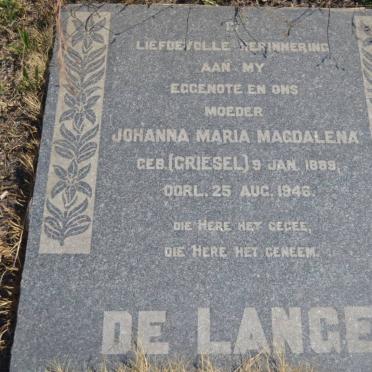 LIEFDEVOLLE HERINNERING
AAN MY
EGGENOTE EN ONS
MOEDER
JOHANNA MARIA MAGDALENA
GEB. (GRIESEL) 9 JAN. 1889,
OORL. 25 AUG. 1946.
DIE HERE HET GEGEE,
DIE HERE HET GENEEM.
DE LANGE